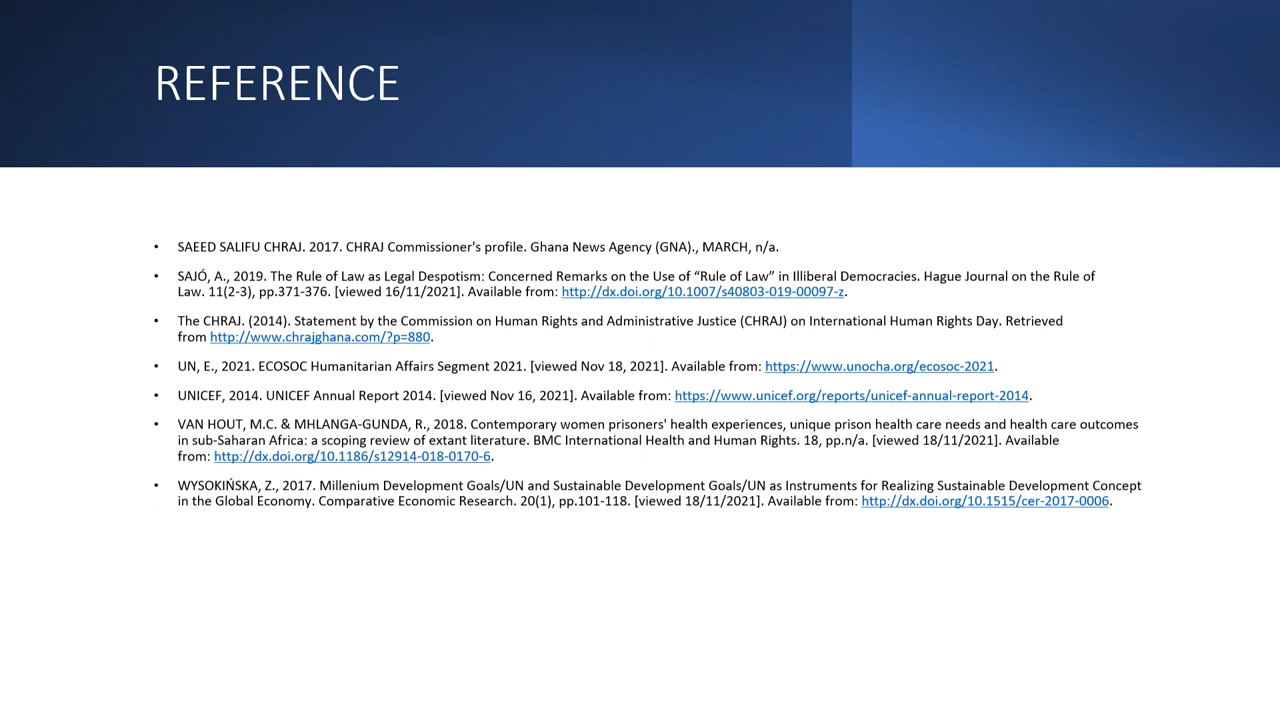 REFERENCE
• SAEED SALIFU CHRAJ. 2017. CHRAJ Commissioner's profile. Ghana News Agency (GNA)., MARCH, n/a.
• SAJÓ, A., 2019. The Rule of Law as Legal Despotism: Concerned Remarks on the Use of “Rule of Law” in Illiberal Democracies. Hague Journal on the Rule of
Law. 11(2-3), pp.371-376. [viewed 16/11/2021]. Available from: http://dx.doi.org/10.1007/s40803-019-00097-z.
• The CHRAJ. (2014). Statement by the Commission on Human Rights and Administrative Justice (CHRAJ) on International Human Rights Day. Retrieved
from http://www.chrajghana.com/?p=880.
• UN, E., 2021. ECOSOC Humanitarian Affairs Segment 2021. [viewed Nov 18, 2021]. Available from: https://www.unocha.org/ecosoc-2021.
• UNICEF, 2014. UNICEF Annual Report 2014. [viewed Nov 16, 2021]. Available from: https://www.unicef.org/reports/unicef-annual-report-2014.
• VAN HOUT, M.C. & MHLANGA-GUNDA, R., 2018. Contemporary women prisoners' health experiences, unique prison health care needs and health care outcomes
in sub-Saharan Africa: a scoping review of extant literature. BMC International Health and Human Rights. 18, pp.n/a. [viewed 18/11/2021]. Available
from: http://dx.doi.org/10.1186/s12914-018-0170-6.
• WYSOKIŃSKA, Z., 2017. Millenium Development Goals/UN and Sustainable Development Goals/UN as Instruments for Realizing Sustainable Development Concept
in the Global Economy. Comparative Economic Research. 20(1), pp.101-118. [viewed 18/11/2021]. Available from: http://dx.doi.org/10.1515/cer-2017-0006.